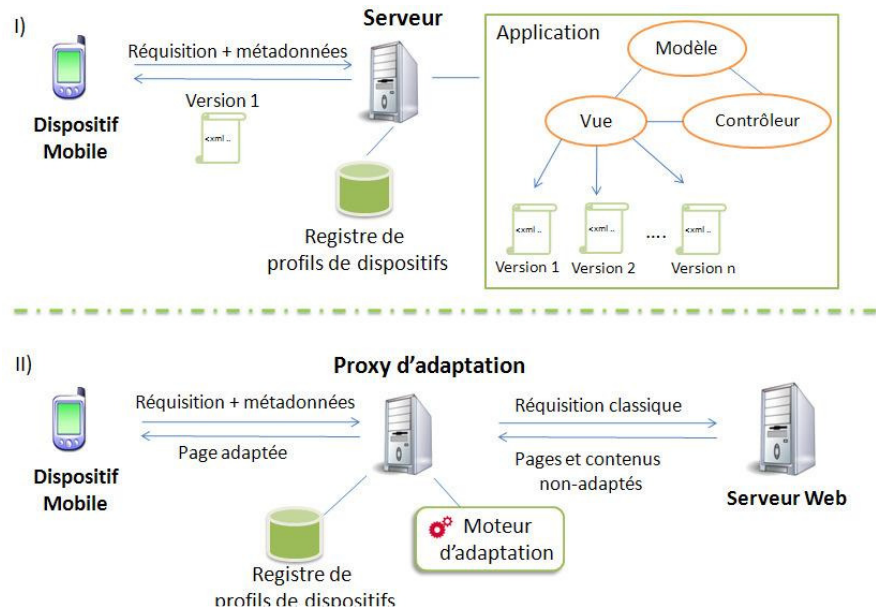 I)
Serveur
Réquisition + métadonnées
Version 1
<xml ..
Dispositif
Mobile
Registre de
profils de dispositifs
Application
Modèle
Vue
Contrôleur
<xml ..
<xml ..
....
<xml ..
Version 1
Version 2
Version n
II)
Proxy d'adaptation
Réquisition + métadonnées
Page adaptée
Réquisition classique
Pages et contenus
non-adaptés
Dispositif
Mobile
Serveur Web
Moteur
d'adaptation
Registre de
profils de dispositifs